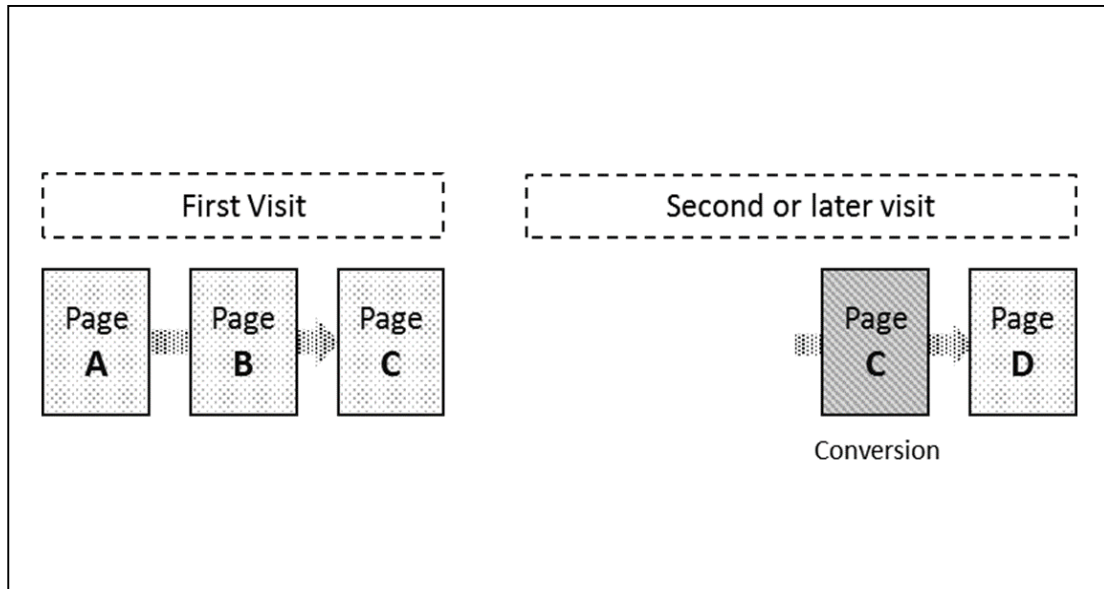 First Visit
Second or later visit
Page
A
Page
B
Page
C
Page
C
Page
D
Conversion